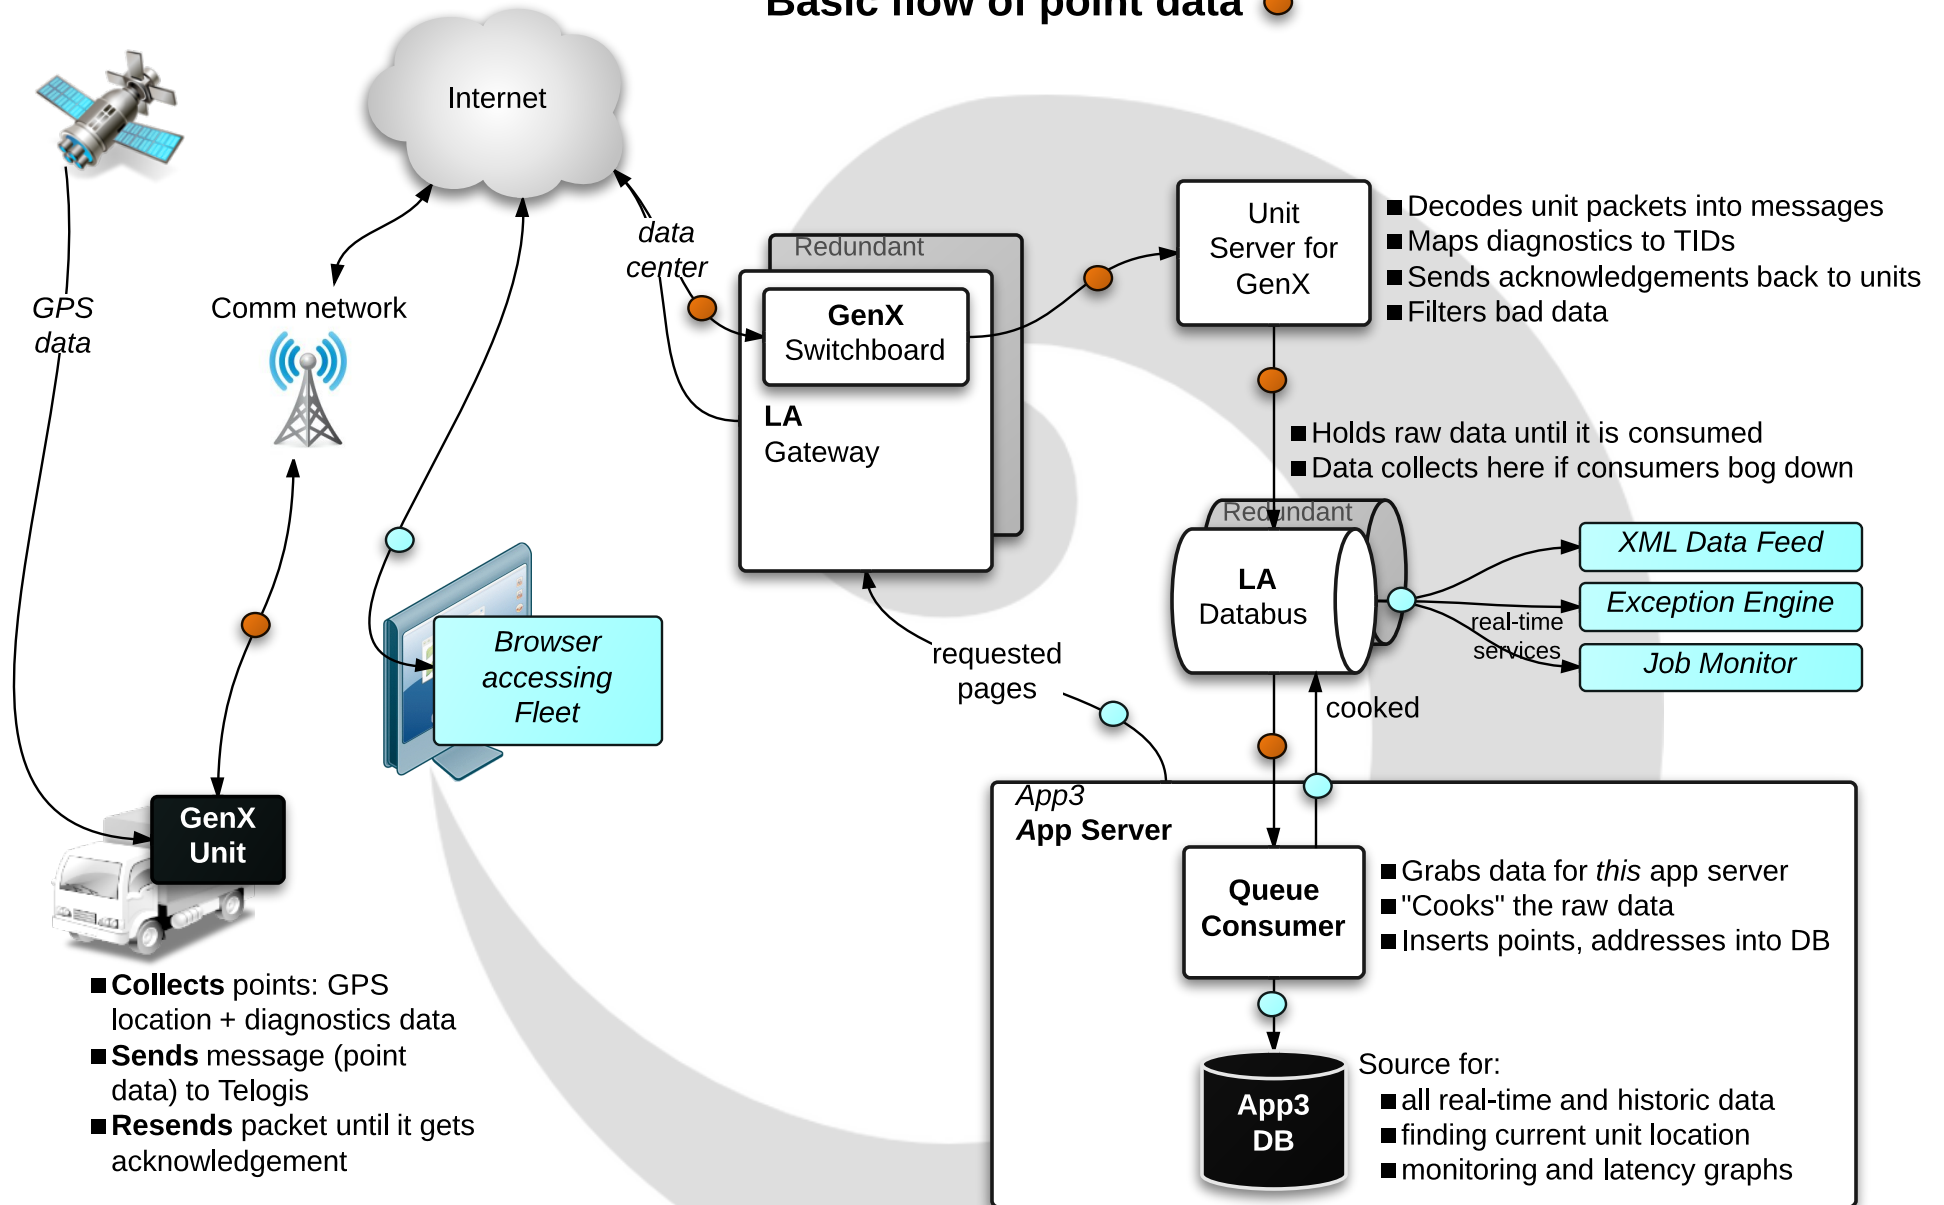 Basic flow of point data
Internet
GPS
data
Comm network
data
center
Redundant
GenX
Switchboard
LA
Gateway
Unit
Server for
GenX
Decodes unit packets into messages
Maps diagnostics to TIDs
Sends acknowledgements back to units
Filters bad data
Holds raw data until it is consumed
Data collects here if consumers bog down
Redundant
LA
Databus
XML Data Feed
Exception Engine
Job Monitor
real-time
services
Browser
accessing
Fleet
requested
pages
cooked
App3
App Server
Queue
Consumer
Grabs data for this app server
"Cooks" the raw data
Inserts points, addresses into DB
App3
DB
Source for:
all real-time and historic data
finding current unit location
monitoring and latency graphs
GenX
Unit
Collects points: GPS
location + diagnostics data
Sends message (point
data) to Telogis
Resends packet until it gets
acknowledgement